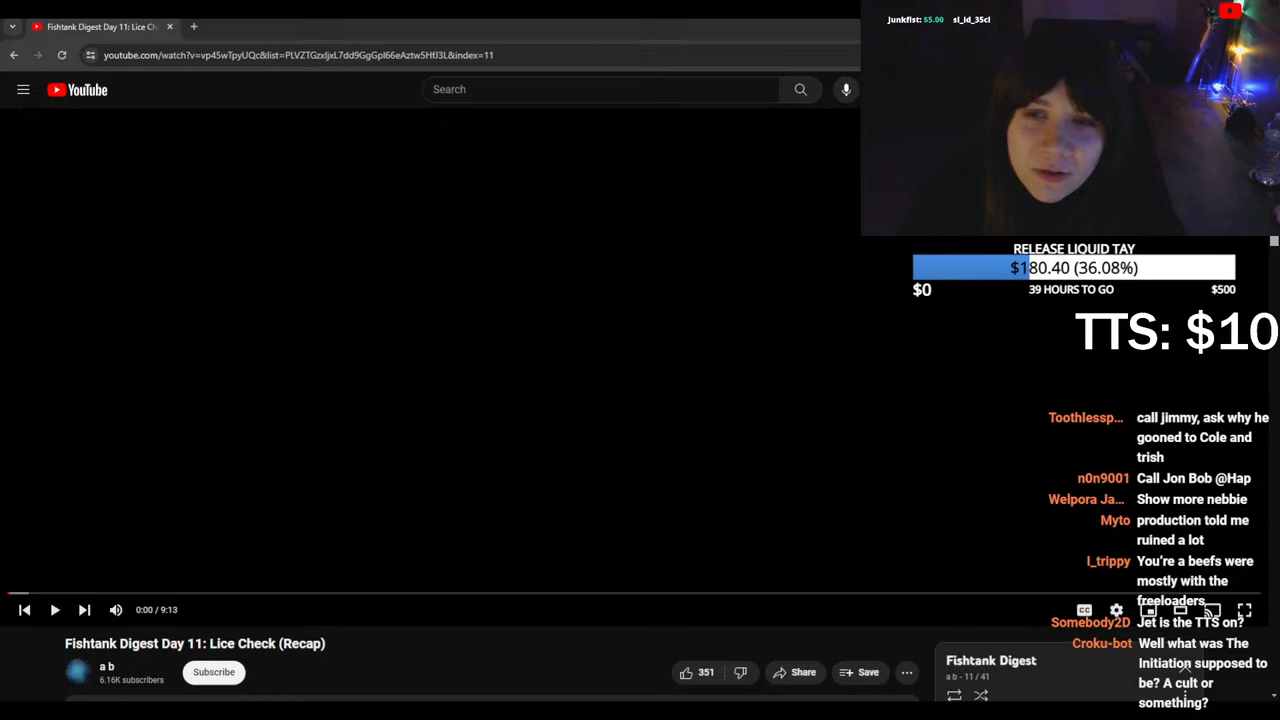 Fishtank Digest Day 11: Lice Ch
youtube.com/watch?v=vp45wTpyUQc&list=PLVZTGzxIjxL7dd9GgGpI66eAztw5HfJ3L&index=11
YouTube
Search
Junkfist: $5.00 sl_id_35cl
RELEASE LIQUID TAY
$180.40 (36.08%)
$0 39 HOURS TO GO $500
TTS: $10
Toothlessp... call jimmy, ask why he
gooned to Cole and
trish
n0n9001 Call Jon Bob @Hap
Welpora Ja... Show more nebbie
Myto production told me
ruined a lot
I_trippy You're a beefs were
mostly with the
freeloaders
Somebody2D Jet is the TTS on?
Croku-bot Well what was The
Initiation supposed to
be? A cult or
something?
0:00 / 9:13
CC
Fishtank Digest Day 11: Lice Check (Recap)
a b
6.16K subscribers
Subscribe
351
Share
Save
Fishtank Digest
a b - 11 / 41